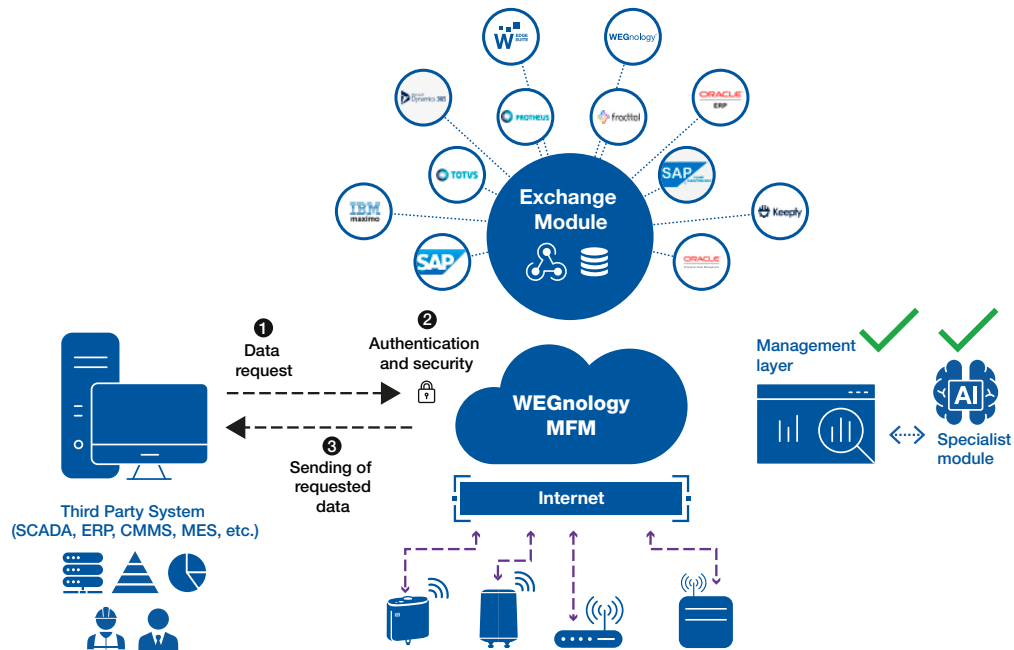 W EDGE
SUITE
WEGnology
Dynamics 365
ORACLE
ERP
PROTHEUS
fracttal
TOTVS
SAP
IBM
maximo
Keeply
SAP
ORACLE
Exchange
Module
1
Data
request
2
Authentication
and security
3
Sending of
requested
data
WEGnology
MFM
Internet
Management
layer
AI
Specialist
module
Third Party System
(SCADA, ERP, CMMS, MES, etc.)